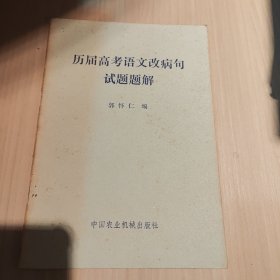 历届高考语文改病句
试题题解
郭怀仁 编
中国农业机械出版社